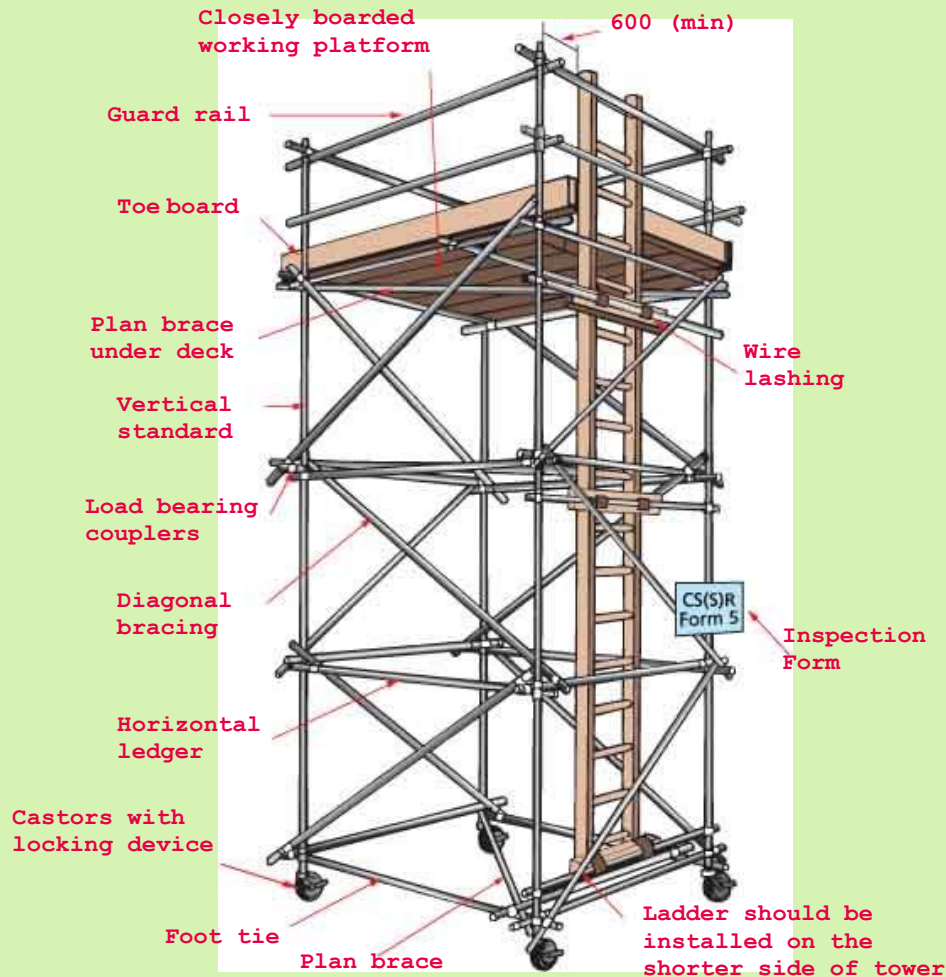 Closely boarded
working platform
600 (min)
Guard rail
Toe board
Plan brace
under deck
Wire
lashing
Vertical
standard
Load bearing
couplers
Diagonal
bracing
CS(S)R
Form 5
Inspection
Form
Horizontal
ledger
Castors with
locking device
Foot tie
Plan brace
Ladder should be
installed on the
shorter side of tower